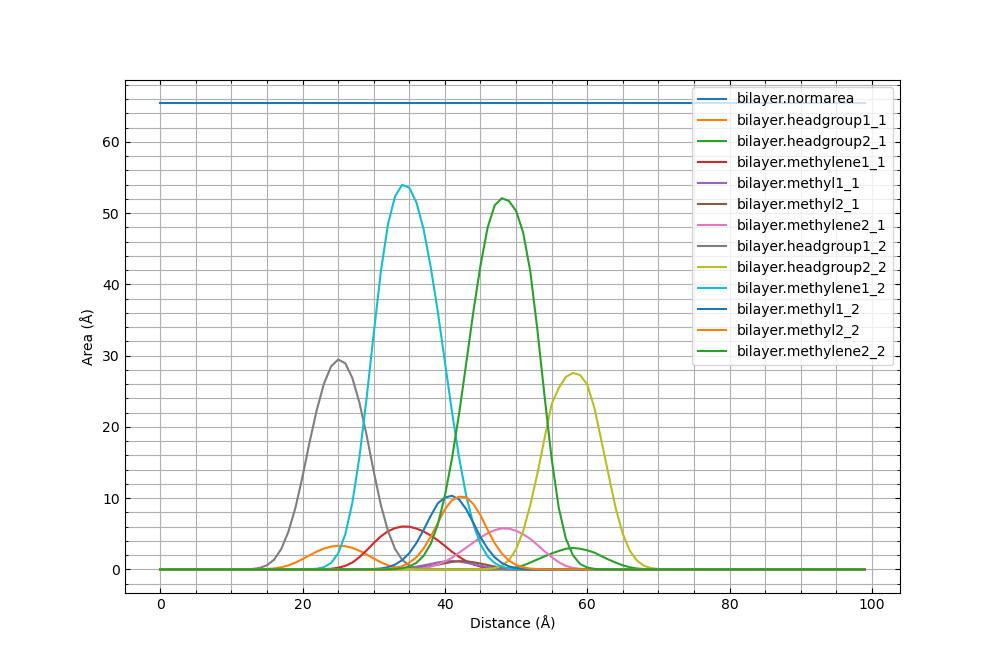 bilayer.normarea
bilayer.headgroup1_1
bilayer.headgroup2_1
bilayer.methylene1_1
bilayer.methyl1_1
bilayer.methyl2_1
bilayer.methylene2_1
bilayer.headgroup1_2
bilayer.headgroup2_2
bilayer.methylene1_2
bilayer.methyl1_2
bilayer.methyl2_2
bilayer.methylene2_2
60
50
40
30
20
10
0
Area (Å)
0 20 40 60 80 100
Distance (Å)